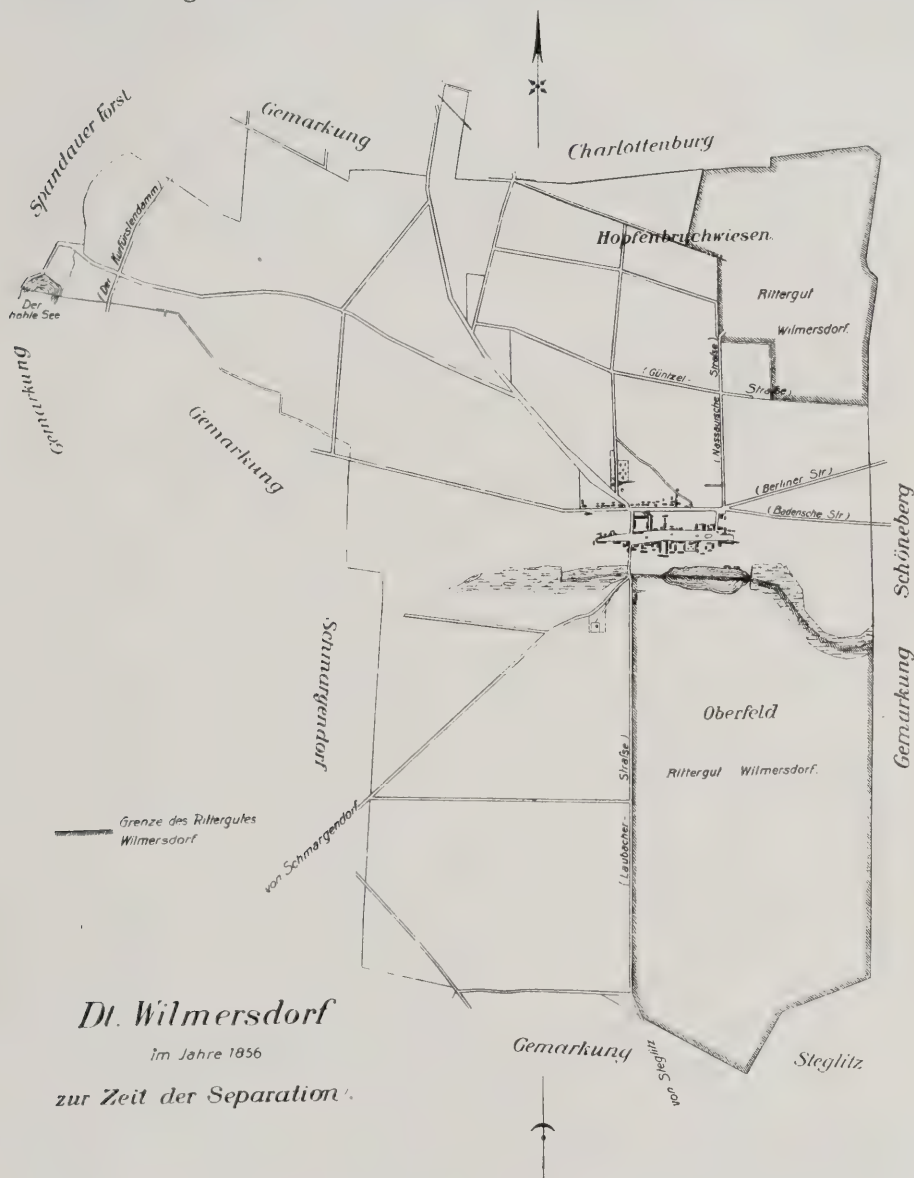 Gemarkung
Charlottenburg
Spandauer Forst
(Der Kurfürstendamm)
Der
hohle See
Hopfenbruchwiesen.
Rittergut
Wilmersdorf.
(Güntzel-
Straße)
(Nassauische Straße)
(Berliner Str)
(Badensche Str)
Gemarkung
Gemarkung
Schmargendorf
Gemarkung Schöneberg
Oberfeld
Rittergut Wilmersdorf.
(Laubacher- Straße)
von Schmargendorf
Grenze des Rittergutes
Wilmersdorf
Dt. Wilmersdorf
im Jahre 1856
zur Zeit der Separation.
Gemarkung
von Steglitz
Steglitz